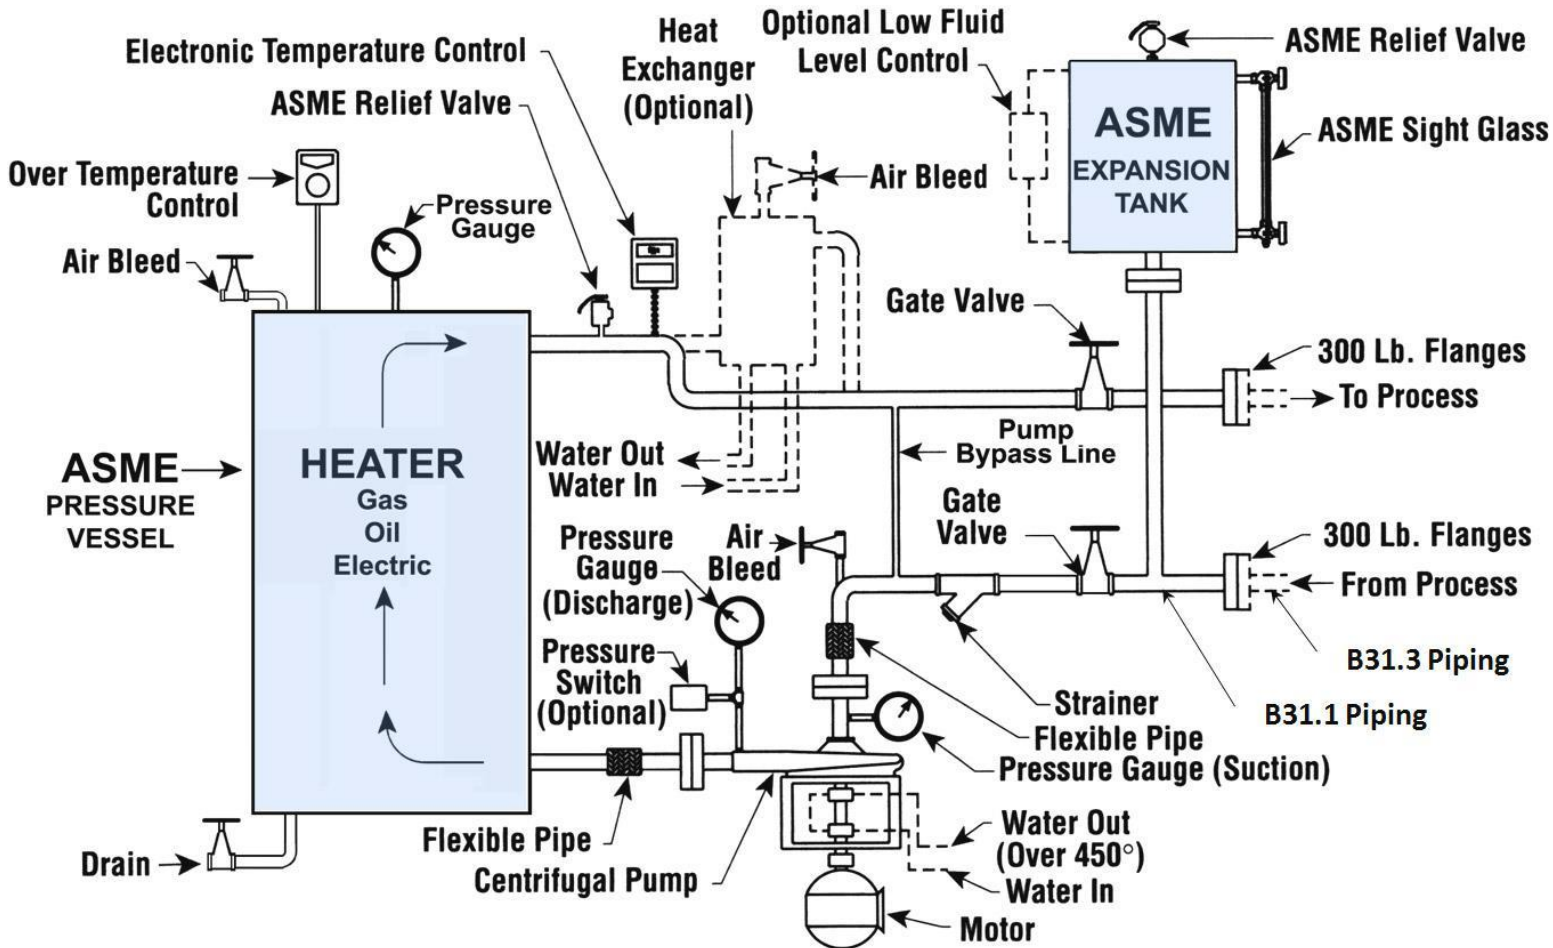 Electronic Temperature Control
ASME Relief Valve
Heat
Exchanger
(Optional)
Optional Low Fluid
Level Control
ASME Relief Valve
ASME
EXPANSION
TANK
ASME Sight Glass
Over Temperature
Control
Pressure
Gauge
Air Bleed
Air Bleed
Gate Valve
300 Lb. Flanges
To Process
ASME
PRESSURE
VESSEL
HEATER
Gas
Oil
Electric
Water Out
Water In
Pump
Bypass Line
Pressure
Gauge
(Discharge)
Air
Bleed
Gate
Valve
300 Lb. Flanges
From Process
Pressure
Switch
(Optional)
B31.3 Piping
B31.1 Piping
Strainer
Flexible Pipe
Pressure Gauge (Suction)
Drain
Flexible Pipe
Centrifugal Pump
Water Out
(Over 450°)
Water In
Motor